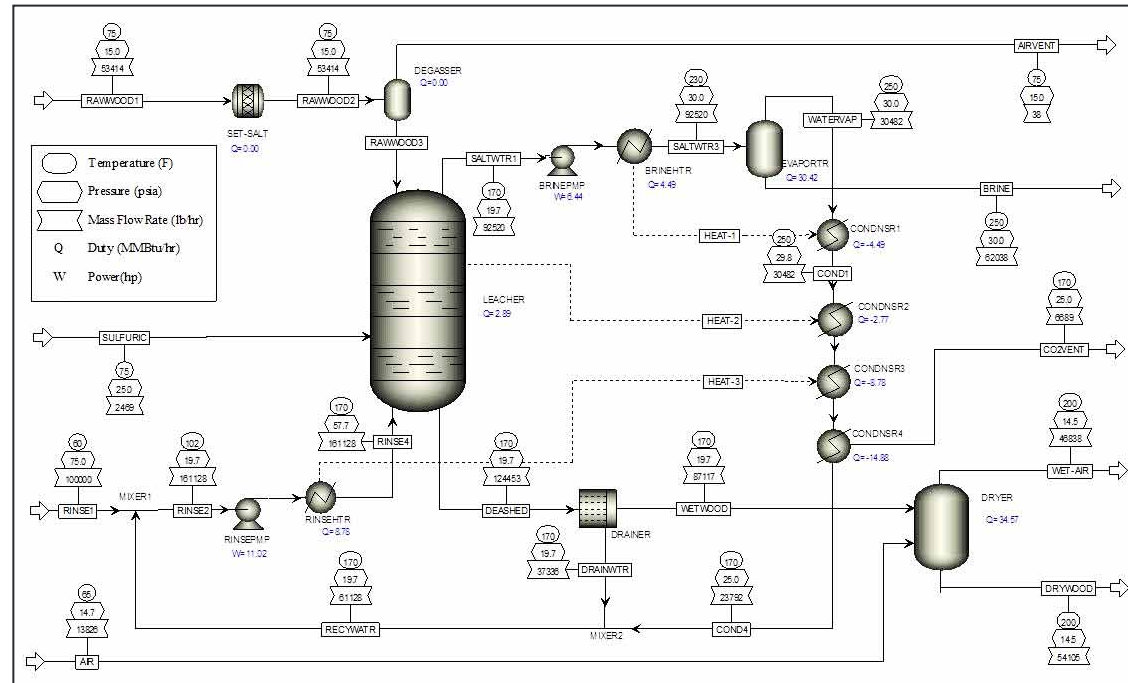 75
15.0
53414
RAWWOOD1
SET-SALT
Q=0.00
75
15.0
53414
RAWWOOD2
DEGASSER
Q=0.00
RAWWOOD3
AIRVENT
75
15.0
38
Temperature (F)
Pressure (psia)
Mass Flow Rate (lb/hr)
Q Duty (MMBtu/hr)
W Power(hp)
SALTWTR1
170
19.7
92520
BRINEPMP
W=6.44
BRINEHTR
Q=4.49
230
30.0
92520
SALTWTR3
EVAPORTR
Q=30.42
WATERVAP
250
30.0
30482
BRINE
250
30.0
62038
HEAT-1
CONDNSR1
Q=-4.49
250
29.8
30482
COND1
LEACHER
Q=2.89
HEAT-2
CONDNSR2
Q=-2.77
170
25.0
6689
CO2VENT
SULFURIC
75
25.0
2469
HEAT-3
CONDNSR3
Q=-8.78
CONDNSR4
Q=-14.88
200
14.5
46838
WET-AIR
170
57.7
161128
RINSE4
60
75.0
100000
RINSE1
MIXER1
102
19.7
161128
RINSE2
RINSEPMP
W=11.02
RINSEHTR
Q=8.76
170
19.7
124453
DEASHED
DRAINER
170
19.7
87117
WETWOOD
DRYER
Q=34.57
170
19.7
37336
DRAINWTR
170
19.7
61128
RECYWATR
MIXER2
170
25.0
23792
COND4
DRYWOOD
200
14.5
54105
65
14.7
13826
AIR